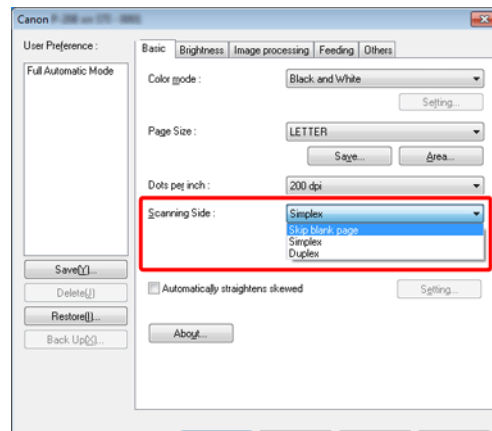 Canon
User Preference :
Full Automatic Mode
Save(Y)...
Delete(J)
Restore(I)...
Back Up(X)...
Basic Brightness Image processing Feeding Others
Color mode :
Black and White
Setting...
Page Size :
LETTER
Save... Area...
Dots per inch :
200 dpi
Scanning Side :
Simplex
Skip blank page
Simplex
Duplex
Automatically straightens skewed
Setting...
About...